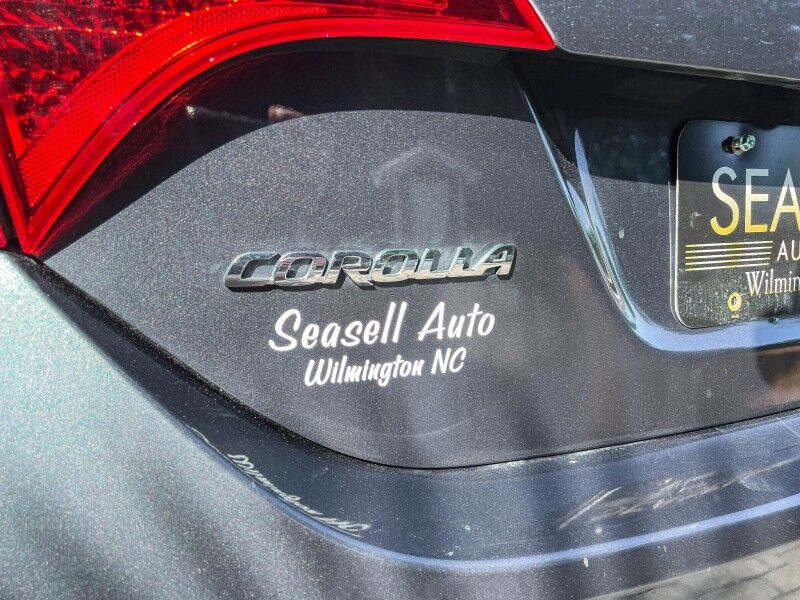 COROLLA
Seasell Auto
Wilmington NC
SEA
AU
Wilmin